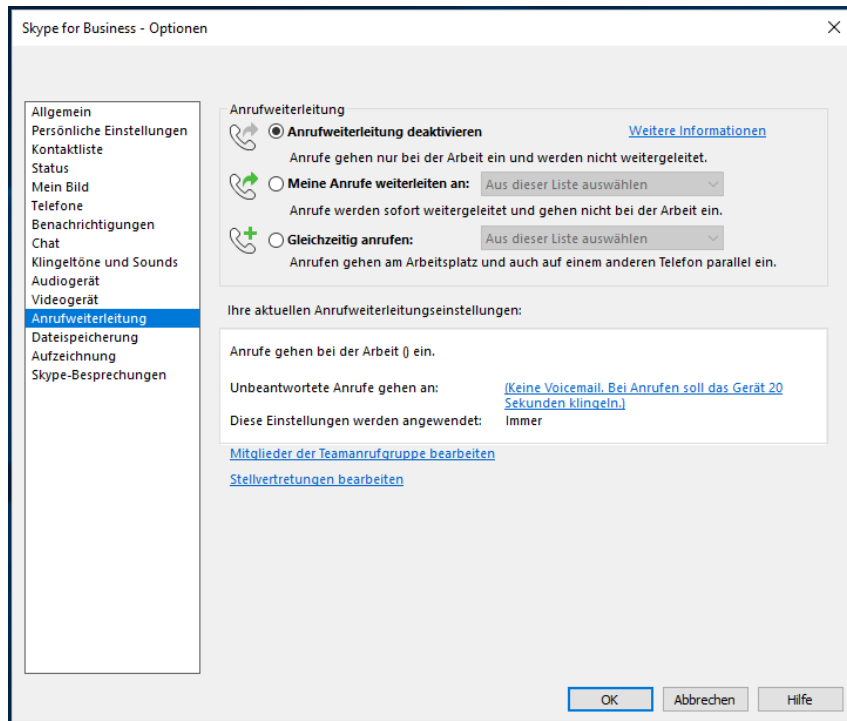 Skype for Business - Optionen
Allgemein
Persönliche Einstellungen
Kontaktliste
Status
Mein Bild
Telefone
Benachrichtigungen
Chat
Klingeltöne und Sounds
Audiogerät
Videogerät
Anrufweiterleitung
Dateispeicherung
Aufzeichnung
Skype-Besprechungen
Anrufweiterleitung
Anrufweiterleitung deaktivieren Weitere Informationen
Anrufe gehen nur bei der Arbeit ein und werden nicht weitergeleitet.
Meine Anrufe weiterleiten an: Aus dieser Liste auswählen
Anrufe werden sofort weitergeleitet und gehen nicht bei der Arbeit ein.
Gleichzeitig anrufen: Aus dieser Liste auswählen
Anrufen gehen am Arbeitsplatz und auch auf einem anderen Telefon parallel ein.
Ihre aktuellen Anrufweiterleitungseinstellungen:
Anrufe gehen bei der Arbeit () ein.
Unbeantwortete Anrufe gehen an: (Keine Voicemail. Bei Anrufen soll das Gerät 20
Sekunden klingeln.)
Diese Einstellungen werden angewendet: Immer
Mitglieder der Teamanrufgruppe bearbeiten
Stellvertretungen bearbeiten
OK Abbrechen Hilfe